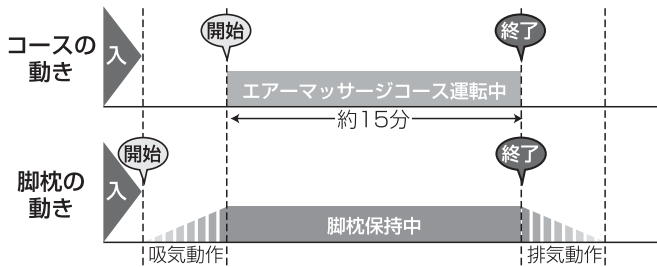 コースの
動き
入
開始
終了
エアーマッサージコース運転中
約15分
脚枕の
動き
入
開始
終了
脚枕保持中
吸気動作
排気動作